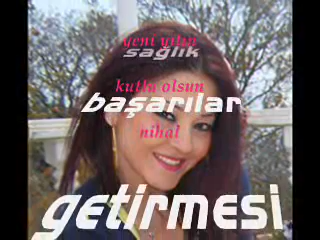 yeni yılın
sağlık
kutlu olsun
başarılar
nihal
getirmesi